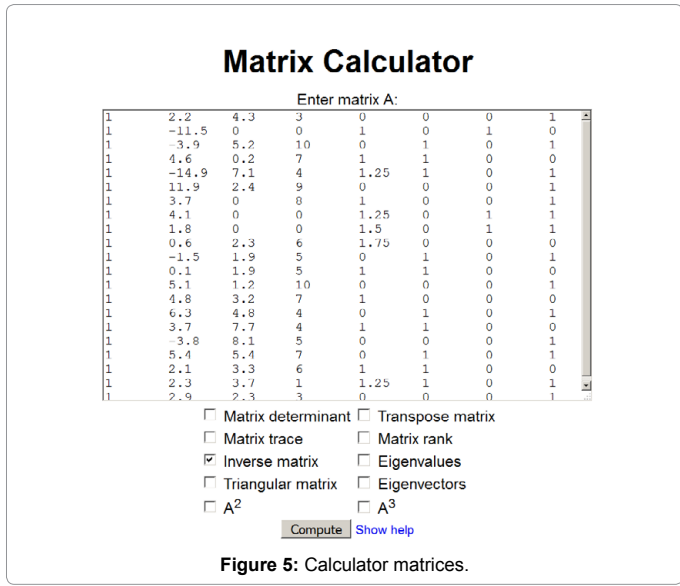 Matrix Calculator
Enter matrix A:
1 2.2 4.3 3 0 0 0 1
1 -11.5 0 0 1 0 1 0
1 -3.9 5.2 10 0 1 0 1
1 4.6 0.2 7 1 1 0 0
1 -14.9 7.1 4 1.25 1 0 1
1 11.9 2.4 9 0 0 0 1
1 3.7 0 8 1 0 0 1
1 4.1 0 0 1.25 0 1 1
1 1.8 0 0 1.5 0 1 1
1 0.6 2.3 6 1.75 0 0 0
1 -1.5 1.9 5 0 1 0 1
1 0.1 1.9 5 1 1 0 0
1 5.1 1.2 10 0 0 0 1
1 4.8 3.2 7 1 0 0 0
1 6.3 4.8 4 0 1 0 1
1 3.7 7.7 4 1 1 0 0
1 -3.8 8.1 5 0 0 0 1
1 5.4 5.4 7 0 1 0 1
1 2.1 3.3 6 1 1 0 0
1 2.3 3.7 1 1.25 1 0 1
1 2.9 2.3 3 0 0 0 1
Matrix determinant Transpose matrix
Matrix trace Matrix rank
Inverse matrix Eigenvalues
Triangular matrix Eigenvectors
A² A³
Compute Show help
Figure 5: Calculator matrices.